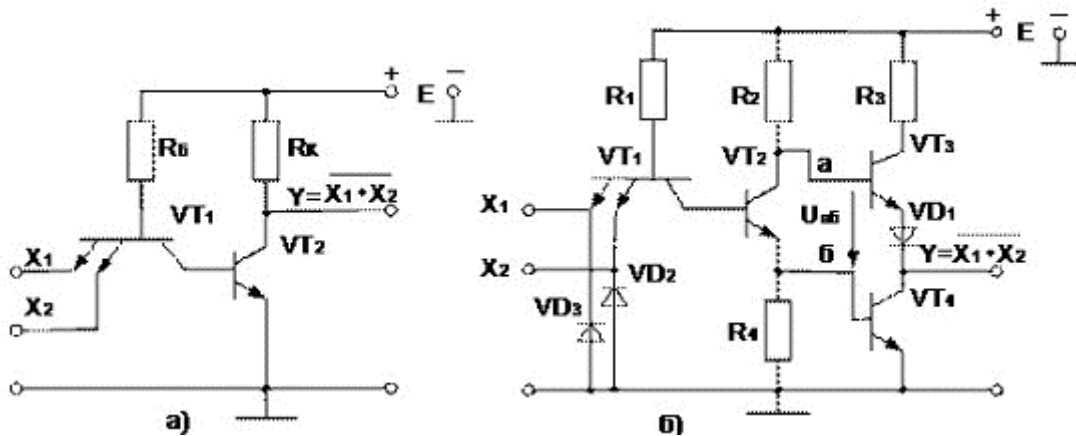 + E –
Rб
Rк
Y=X1·X2
VT1
VT2
X1
X2
а)
+ E –
R1
R2
R3
VT1
VT2
а
VT3
X1
Uаб
VD1
X2
VD2
б
Y=X1·X2
VD3
R4
VT4
б)